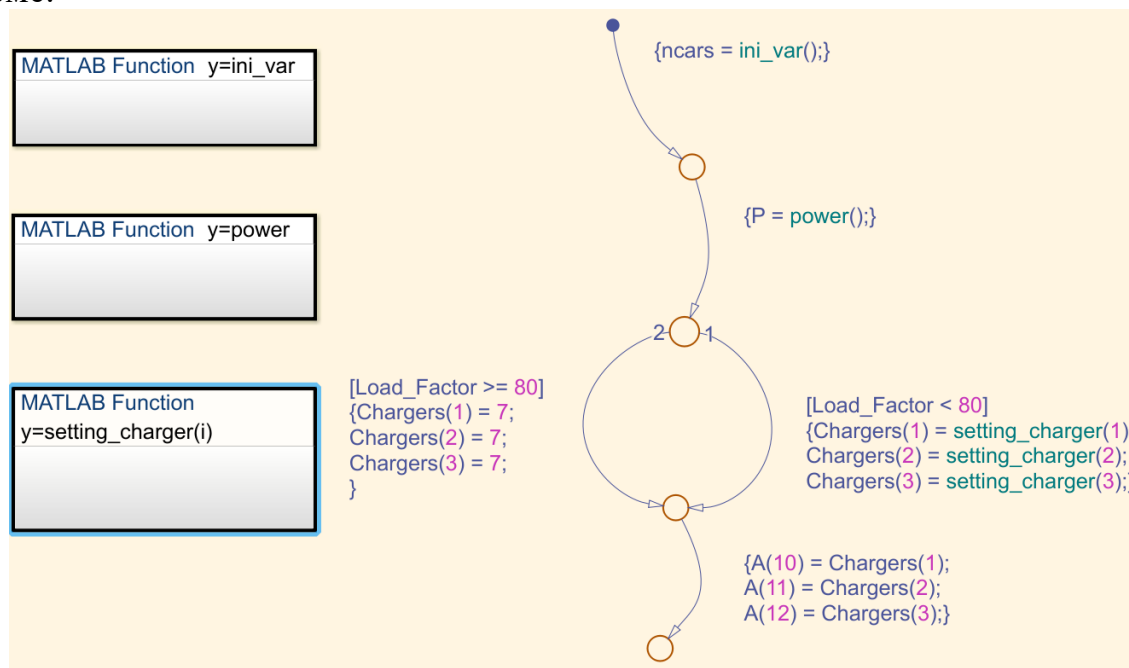 MATLAB Function y=ini_var
{ncars = ini_var();}
MATLAB Function y=power
{P = power();}
2
1
MATLAB Function
y=setting_charger(i)
[Load_Factor >= 80]
{Chargers(1) = 7;
Chargers(2) = 7;
Chargers(3) = 7;
}
[Load_Factor < 80]
{Chargers(1) = setting_charger(1)
Chargers(2) = setting_charger(2);
Chargers(3) = setting_charger(3);}
{A(10) = Chargers(1);
A(11) = Chargers(2);
A(12) = Chargers(3);}